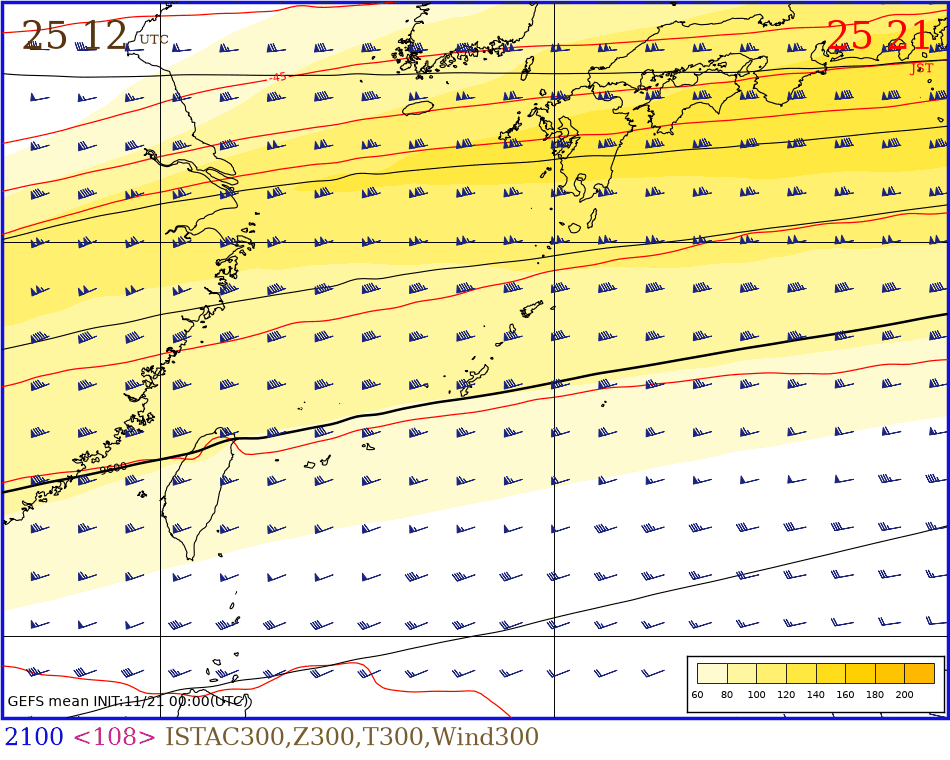 25 12 UTC
25 21
JST
-45
9600
60 80 100 120 140 160 180 200
GEFS mean INIT:11/21 00:00(UTC)
2100 <108> ISTAC300,Z300,T300,Wind300